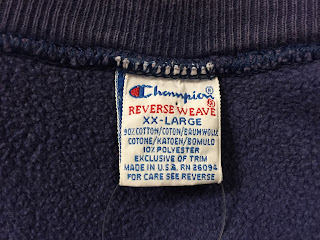 Champion®
REVERSE WEAVE®
XX-LARGE
90% COTTON/COTON/BAUMWOLLE
COTONE/KATOEN/BOMULD
10% POLYESTER
EXCLUSIVE OF TRIM
MADE IN U.S.A. RN 26094
FOR CARE SEE REVERSE